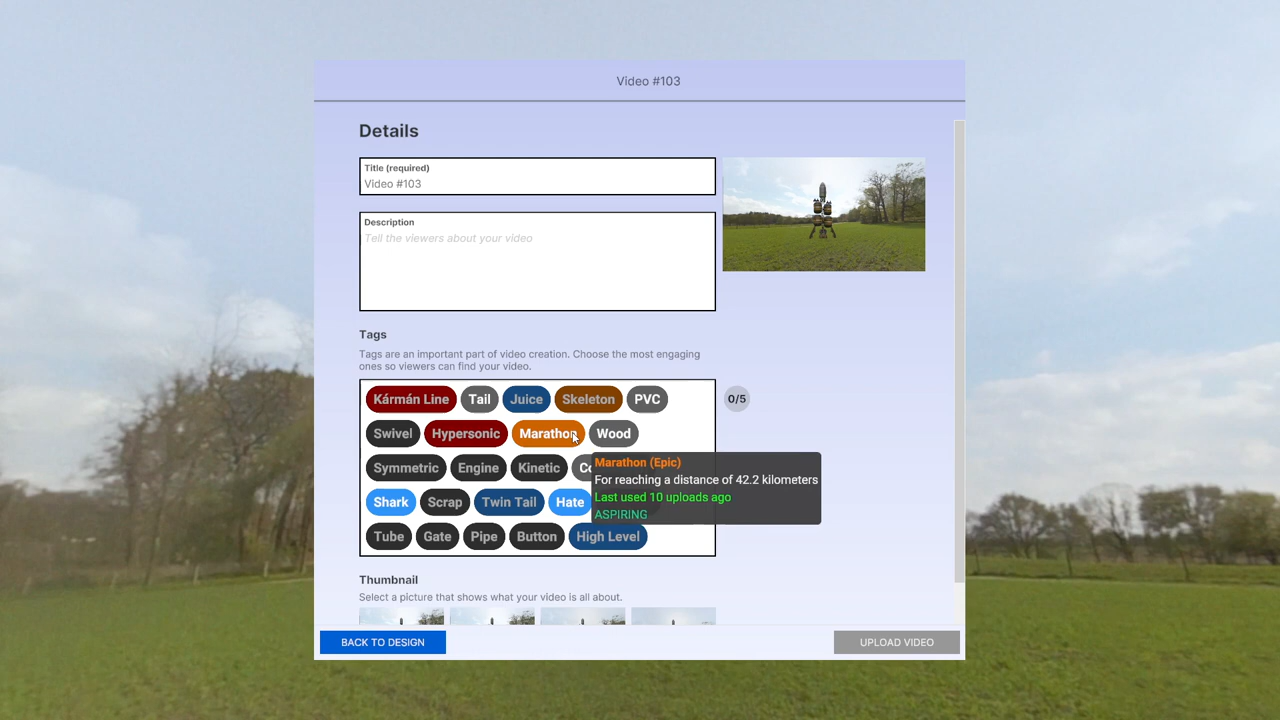 Video #103
Details
Title (required)
Video #103
Description
Tell the viewers about your video
Tags
Tags are an important part of video creation. Choose the most engaging
ones so viewers can find your video.
Kármán Line Tail Juice Skeleton PVC
0/5
Swivel Hypersonic Marathon Wood
Symmetric Engine Kinetic
Marathon (Epic)
For reaching a distance of 42.2 kilometers
Last used 10 uploads ago
ASPIRING
Shark Scrap Twin Tail Hate
Tube Gate Pipe Button High Level
Thumbnail
Select a picture that shows what your video is all about.
BACK TO DESIGN
UPLOAD VIDEO